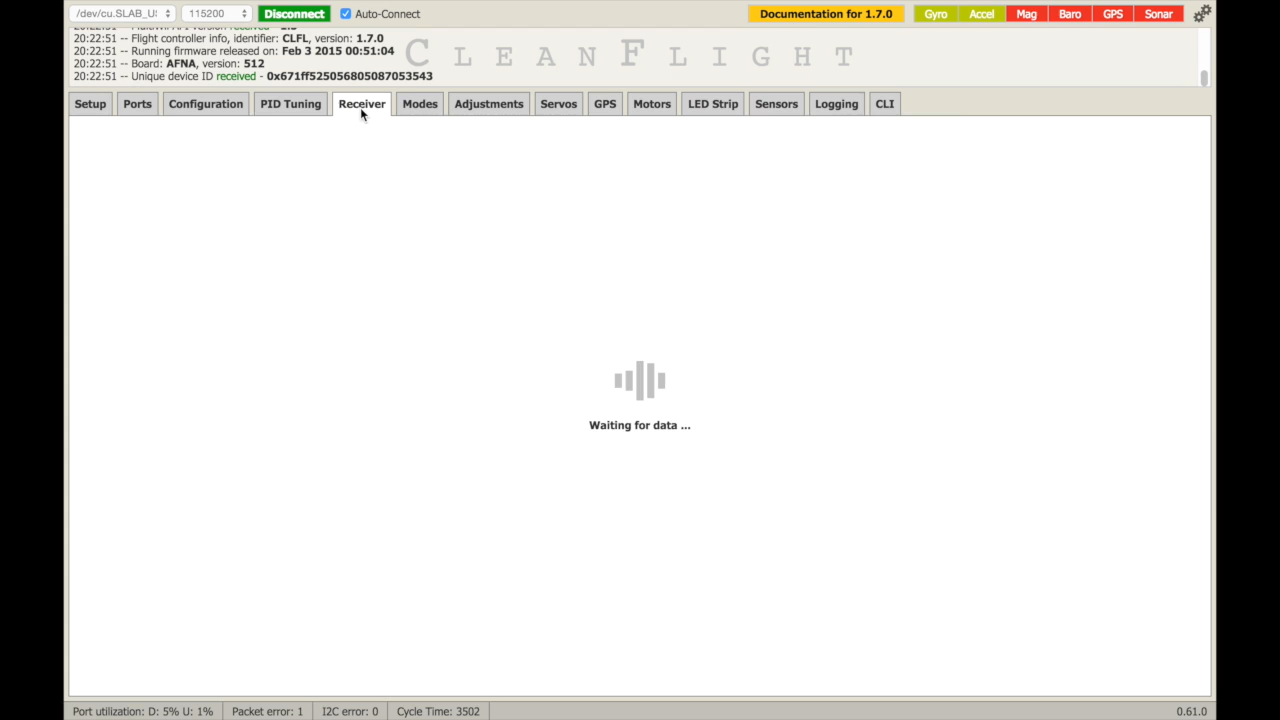 /dev/cu.SLAB_U: 115200 Disconnect Auto-Connect Documentation for 1.7.0 Gyro Accel Mag Baro GPS Sonar
20:22:51 -- Flight controller info, identifier: CLFL, version: 1.7.0
20:22:51 -- Running firmware released on: Feb 3 2015 00:51:04
20:22:51 -- Board: AFNA, version: 512
20:22:51 -- Unique device ID received - 0x671ff525056805087053543
CLEANFLIGHT
Setup Ports Configuration PID Tuning Receiver Modes Adjustments Servos GPS Motors LED Strip Sensors Logging CLI
Waiting for data ...
Port utilization: D: 5% U: 1% Packet error: 1 I2C error: 0 Cycle Time: 3502 0.61.0